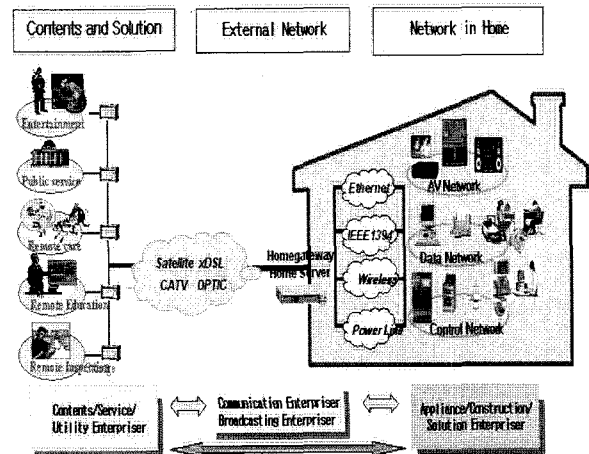 Contents and Solution
External Network
Network in Home
Entertainment
Public service
Remote care
Remote Education
Remote Inspections
Satellite xDSL
CATV OPTIC
Homegateway
Home Server
Ethernet
IEEE1394
Wireless
Power Line
AV Network
Data Network
Control Network
Contents/Service/
Utility Enterpriser
Communication Enterpriser
Broadcasting Enterpriser
Appliance/Construction/
Solution Enterpriser